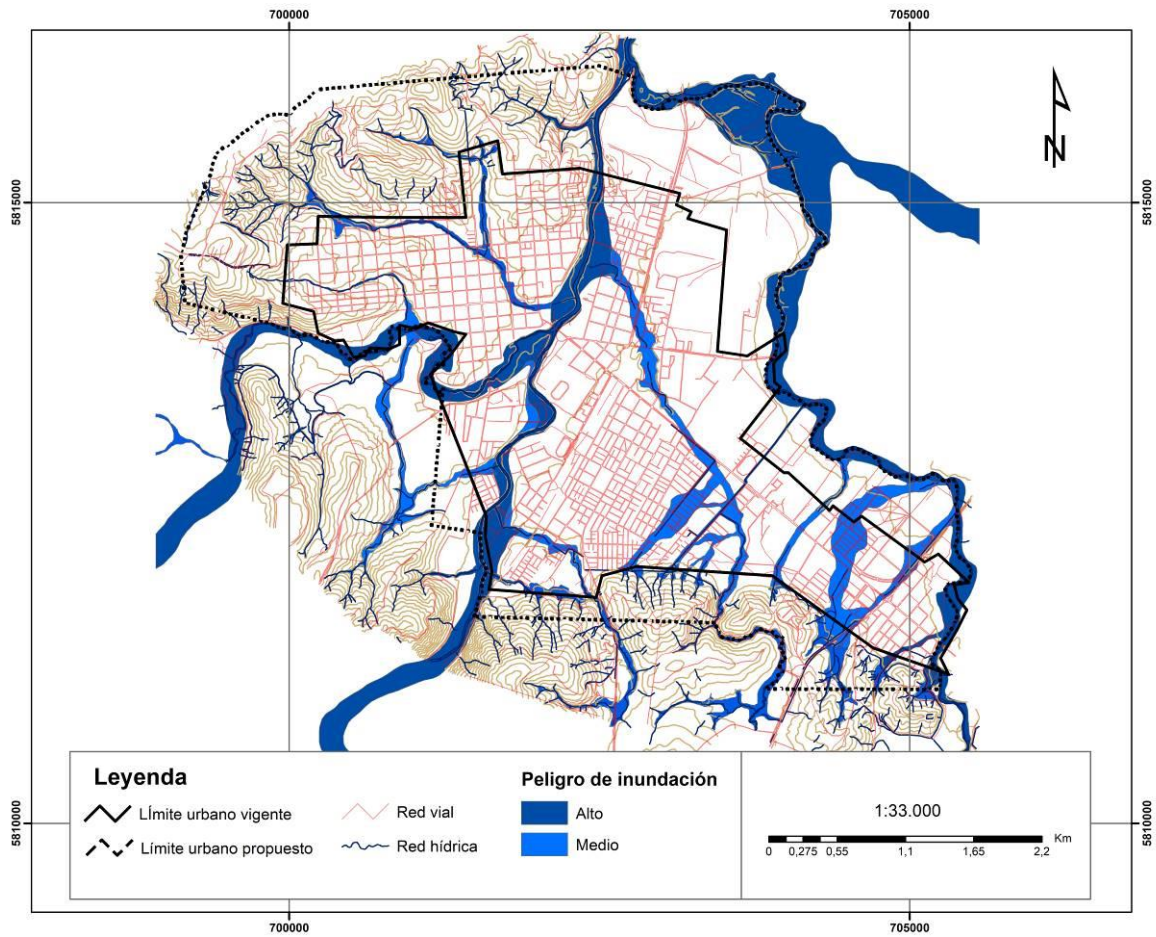 700000
705000
N
5815000
5815000
Leyenda
Límite urbano vigente
Límite urbano propuesto
Red vial
Red hídrica
Peligro de inundación
Alto
Medio
1:33.000
Km
0 0,275 0,55 1,1 1,65 2,2
5810000
5810000
700000
705000